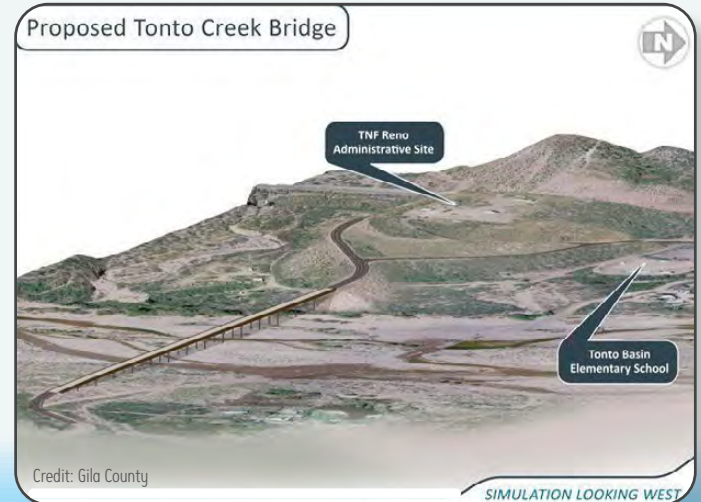 Proposed Tonto Creek Bridge
N
TNF Reno
Administrative Site
Tonto Basin
Elementary School
Credit: Gila County
SIMULATION LOOKING WEST